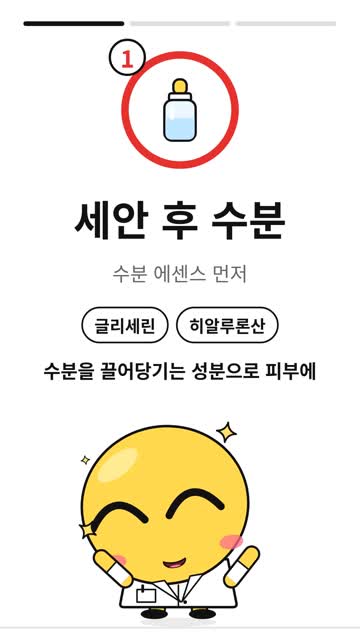 1
세안 후 수분
수분 에센스 먼저
글리세린 히알루론산
수분을 끌어당기는 성분으로 피부에